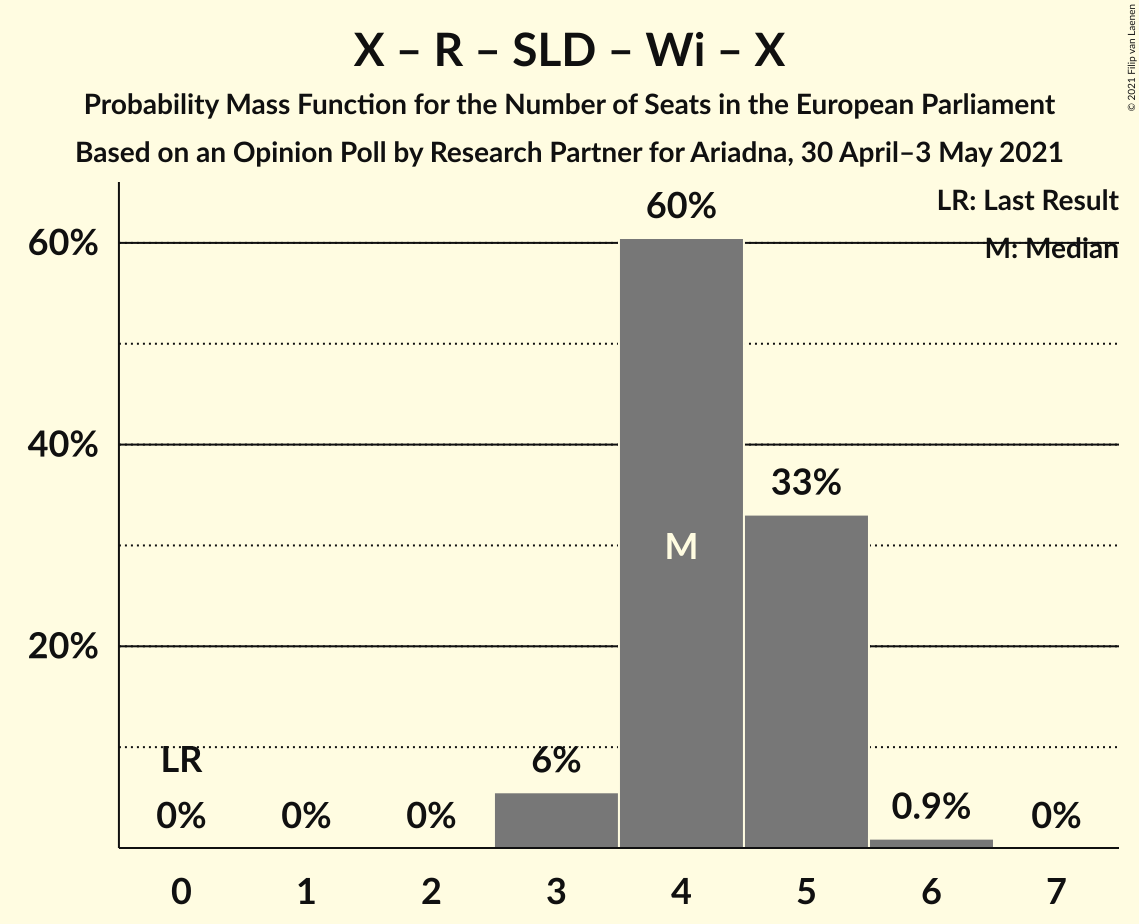 X – R – SLD – Wi – X
Probability Mass Function for the Number of Seats in the European Parliament
Based on an Opinion Poll by Research Partner for Ariadna, 30 April–3 May 2021
© 2021 Filip van Laenen
LR: Last Result
M: Median
60%
40%
20%
60%
33%
M
LR
6%
0%
0%
0%
0.9%
0%
0 1 2 3 4 5 6 7